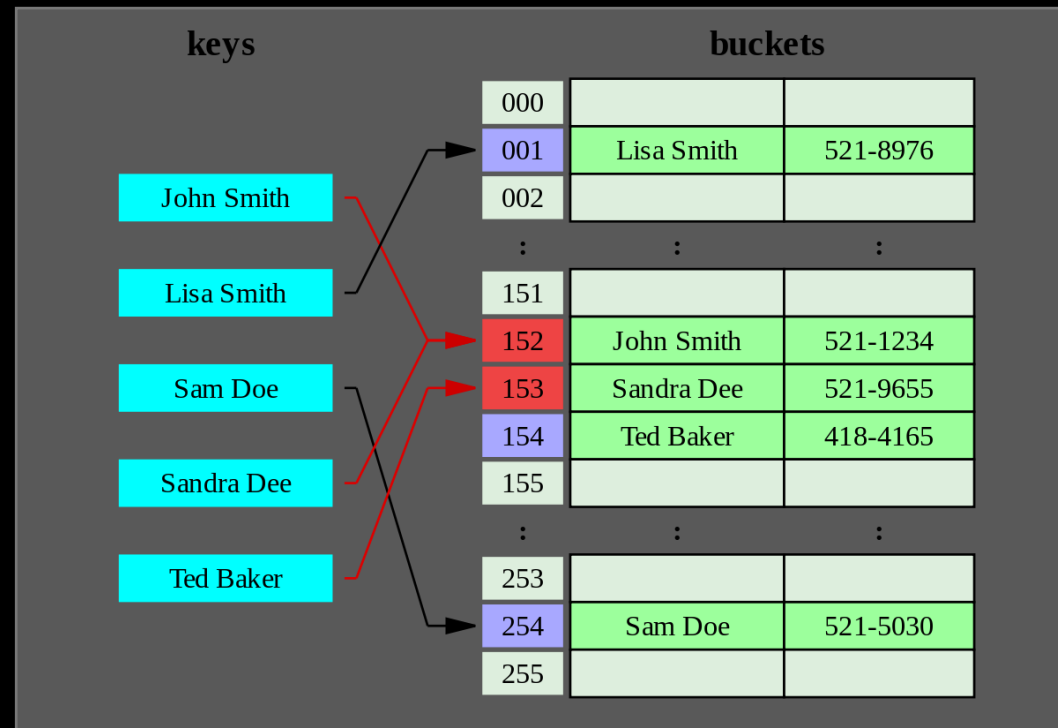 keys
buckets
000
001 Lisa Smith 521-8976
John Smith
002
: : :
Lisa Smith
151
152 John Smith 521-1234
Sam Doe
153 Sandra Dee 521-9655
154 Ted Baker 418-4165
Sandra Dee
155
: : :
Ted Baker
253
254 Sam Doe 521-5030
255